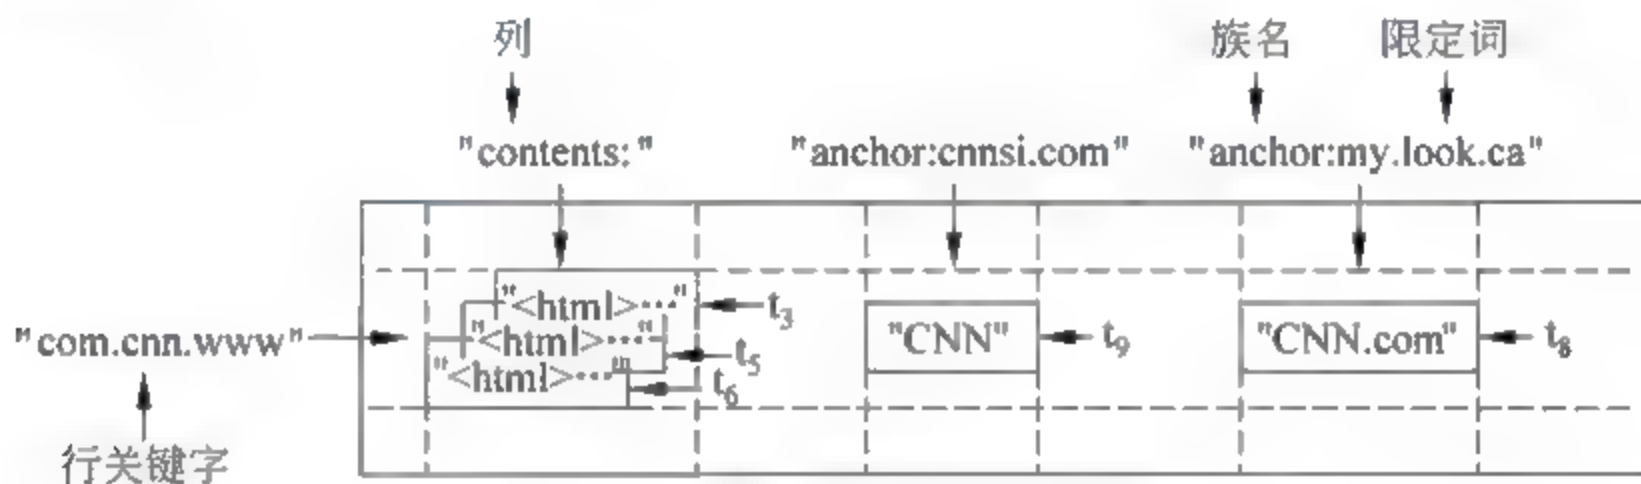 列 族名 限定词
"contents:" "anchor:cnnsi.com" "anchor:my.look.ca"
"<html>…" t3
"com.cnn.www" "<html>…" "CNN" t9 "CNN.com" t8
t5
"<html>…" t6
行关键字